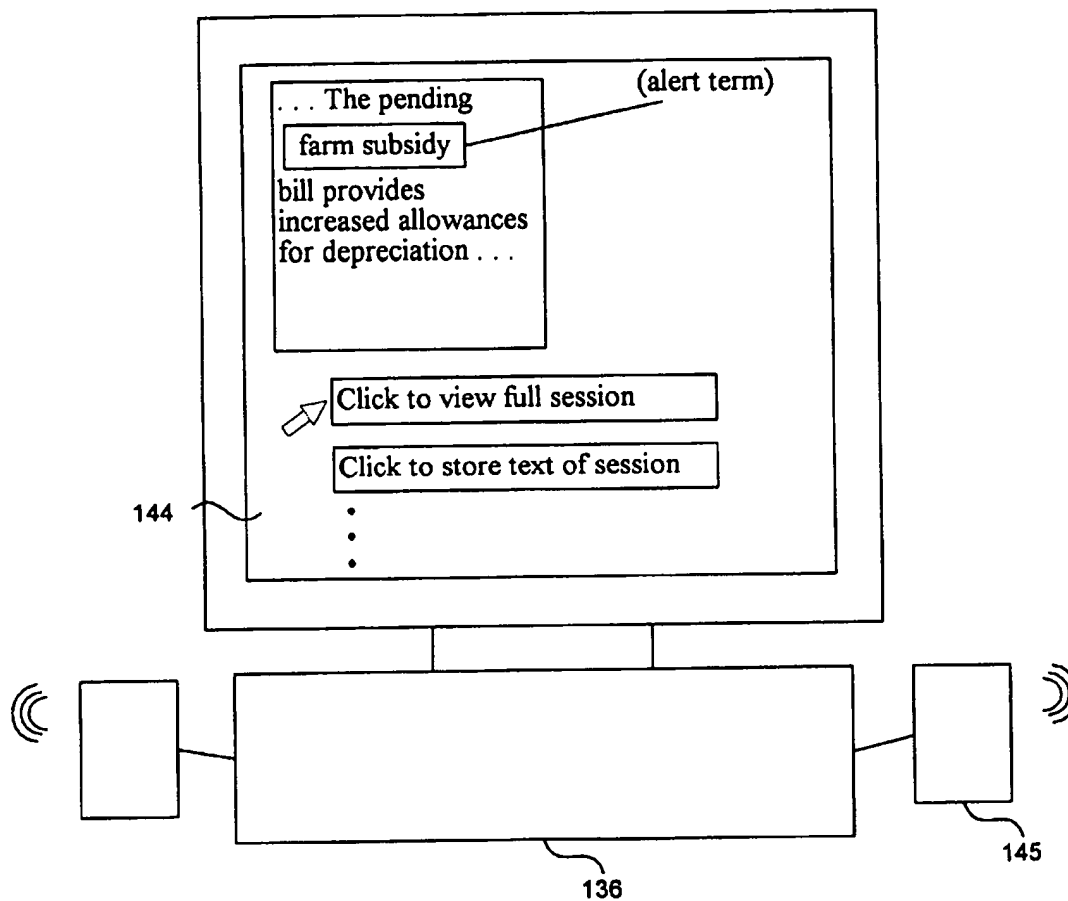 (alert term)
. . . The pending
farm subsidy
bill provides
increased allowances
for depreciation . . .
Click to view full session
Click to store text of session
144
145
136